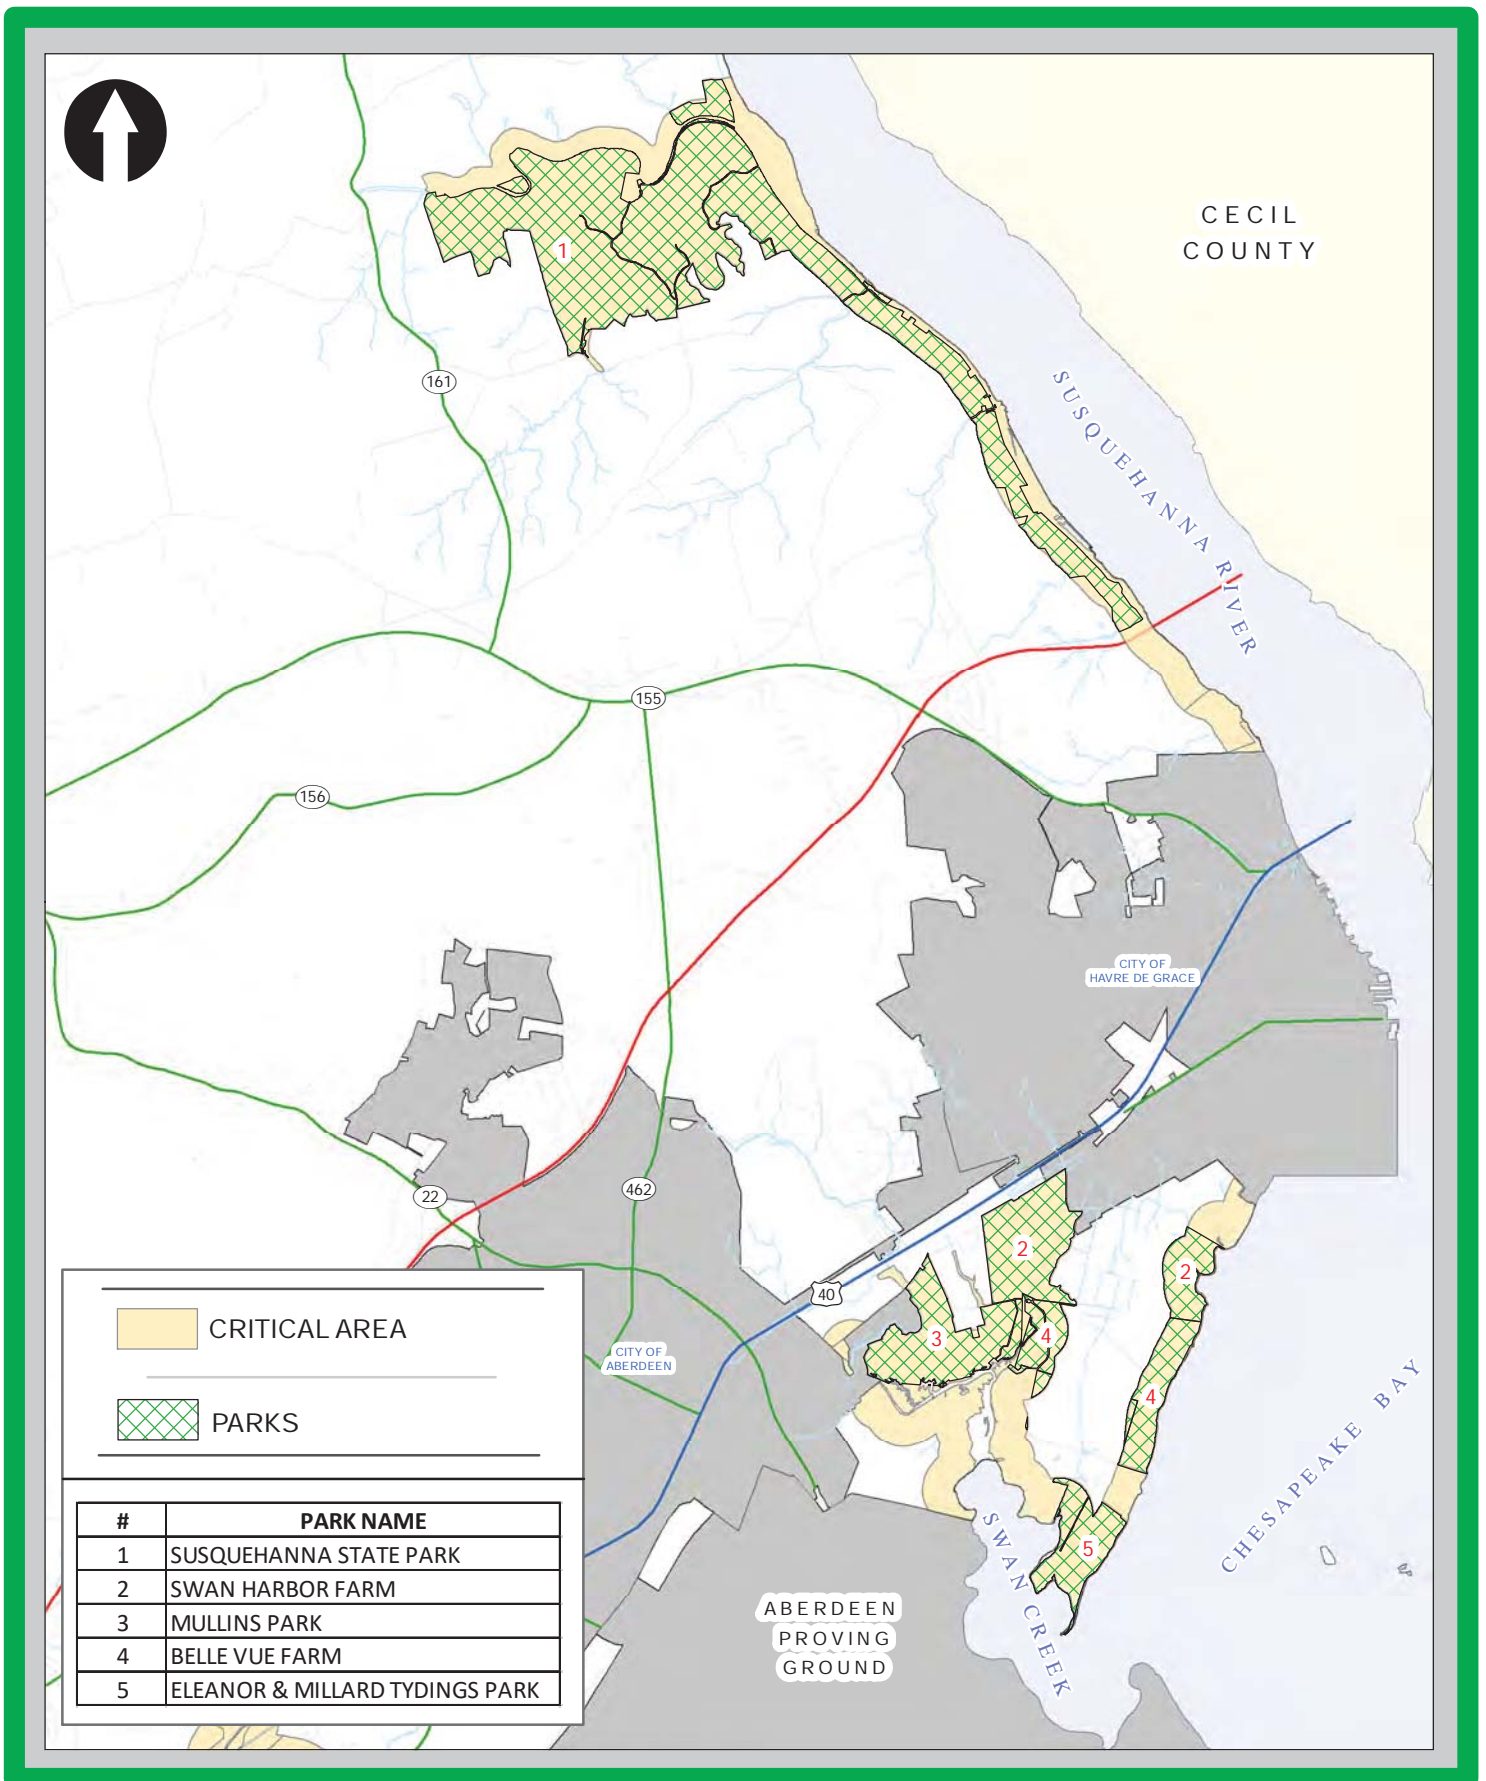 CECIL
COUNTY
1
161
SUSQUEHANNA RIVER
155
156
CITY OF
HAVRE DE GRACE
22
462
2
2
40
3
4
4
CITY OF
ABERDEEN
CHESAPEAKE BAY
SWAN CREEK
5
ABERDEEN
PROVING
GROUND
CRITICAL AREA
PARKS
# PARK NAME
1 SUSQUEHANNA STATE PARK
2 SWAN HARBOR FARM
3 MULLINS PARK
4 BELLE VUE FARM
5 ELEANOR & MILLARD TYDINGS PARK